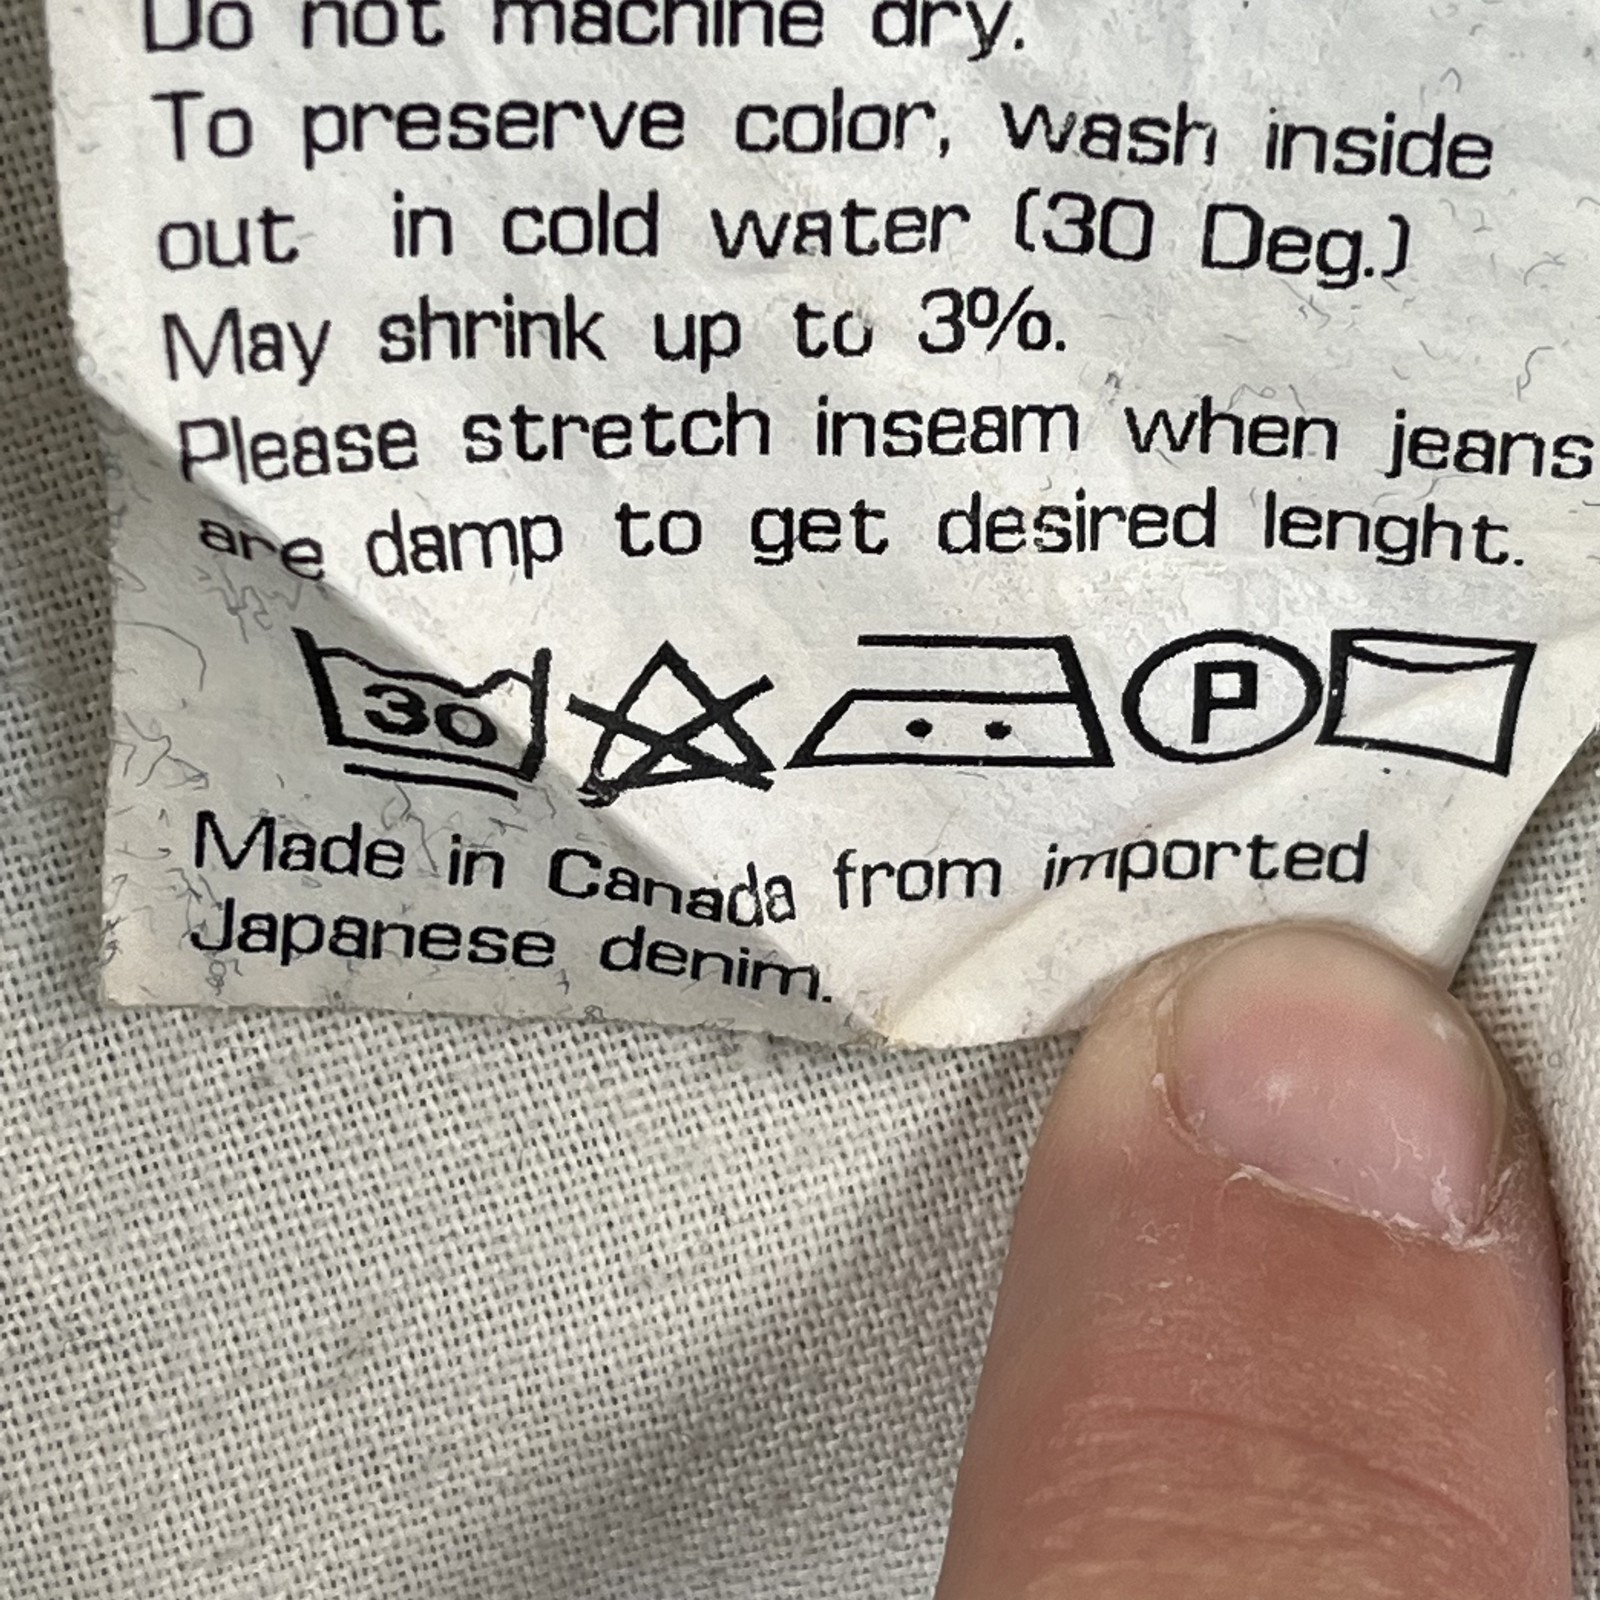 Do not machine dry.
To preserve color, wash inside
out in cold water (30 Deg.)
May shrink up to 3%.
Please stretch inseam when jeans
are damp to get desired lenght.
30 P
Made in Canada from imported
Japanese denim.